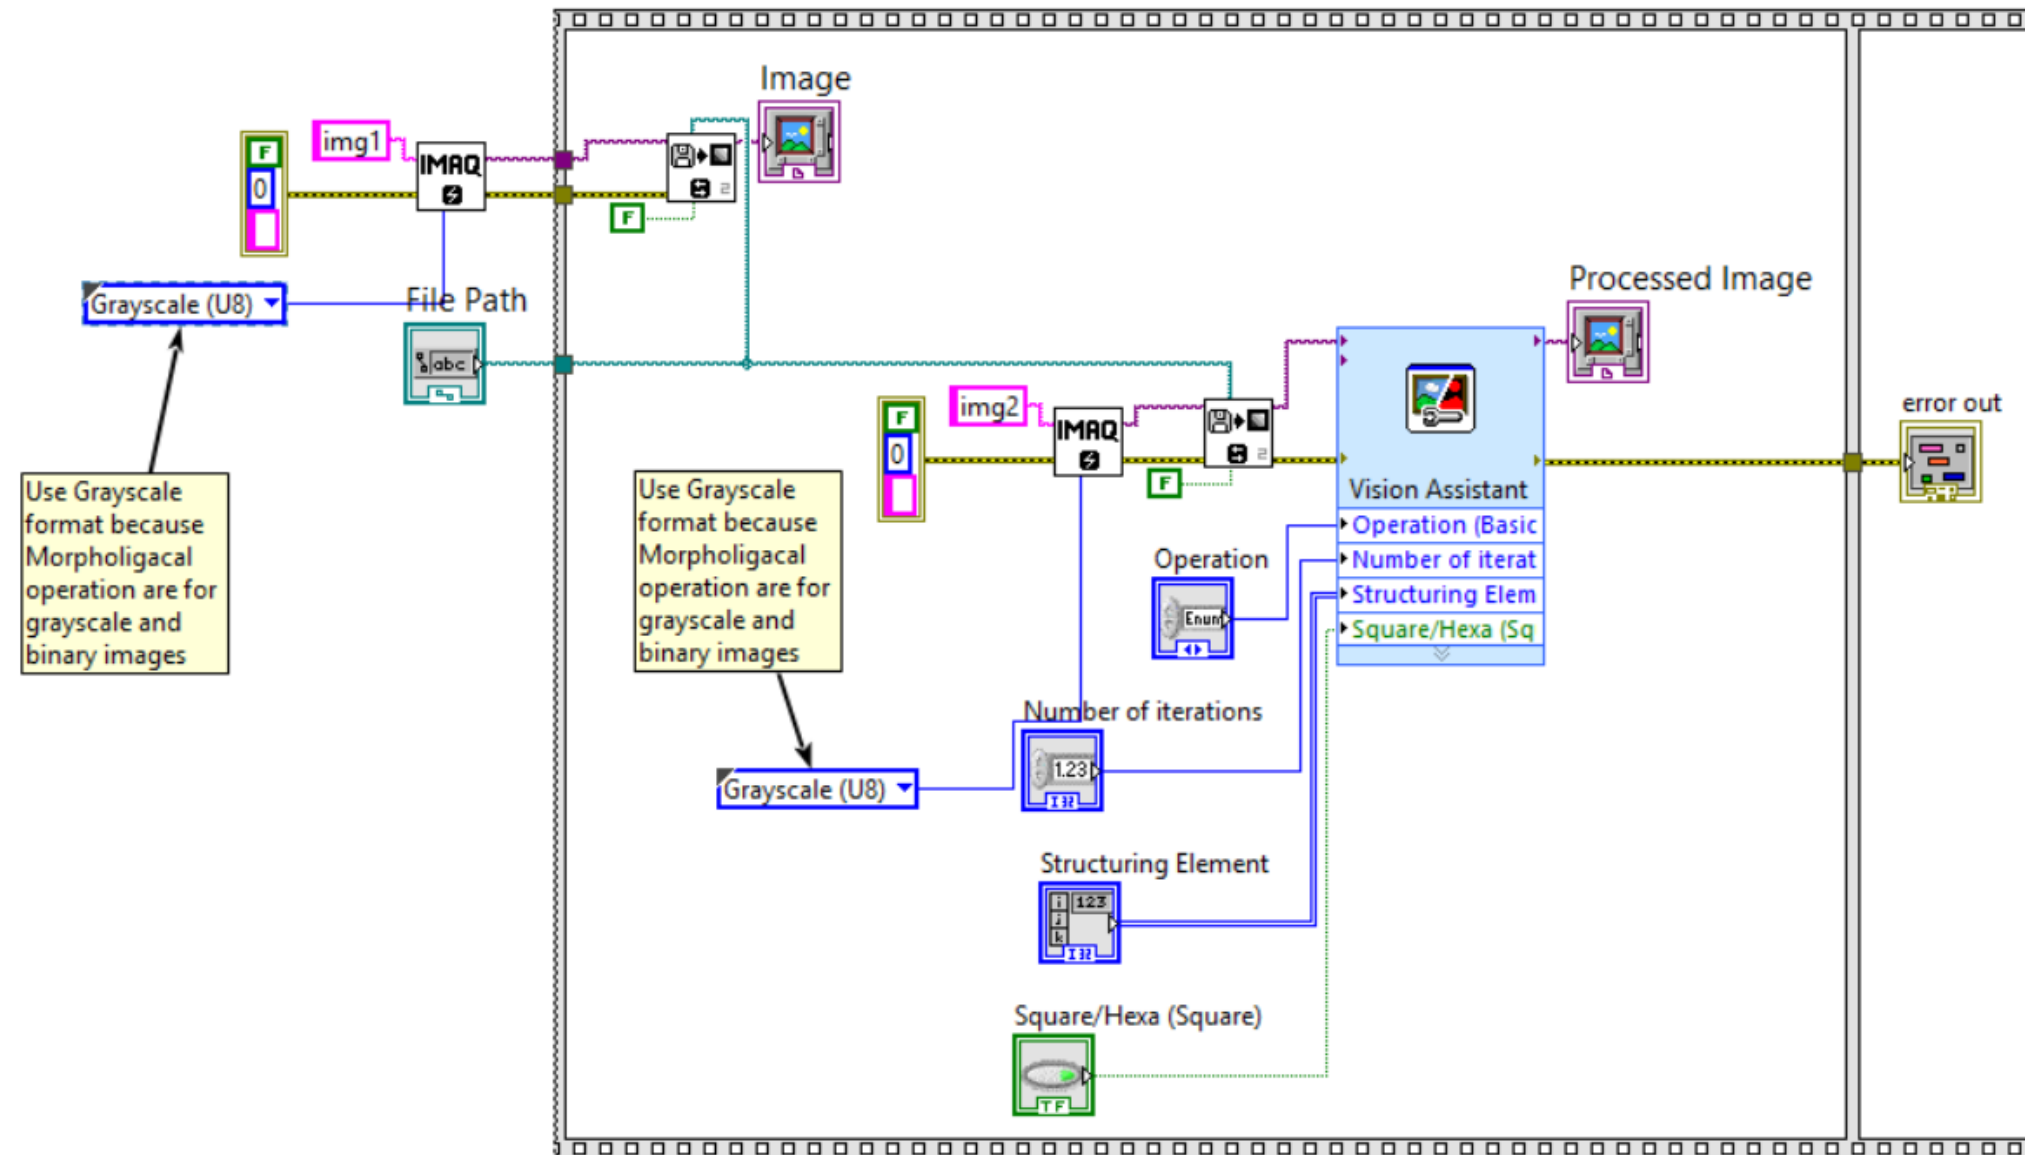 Image
img1
IMAQ
F
0
F
Grayscale (U8)
File Path
abc
Use Grayscale
format because
Morpholigacal
operation are for
grayscale and
binary images
Processed Image
img2
IMAQ
F
0
F
error out
Vision Assistant
Operation (Basic
Number of iterat
Structuring Elem
Square/Hexa (Sq
Use Grayscale
format because
Morpholigacal
operation are for
grayscale and
binary images
Operation
Enum
Number of iterations
1.23
I32
Grayscale (U8)
Structuring Element
i
j
k
123
I32
Square/Hexa (Square)
TF